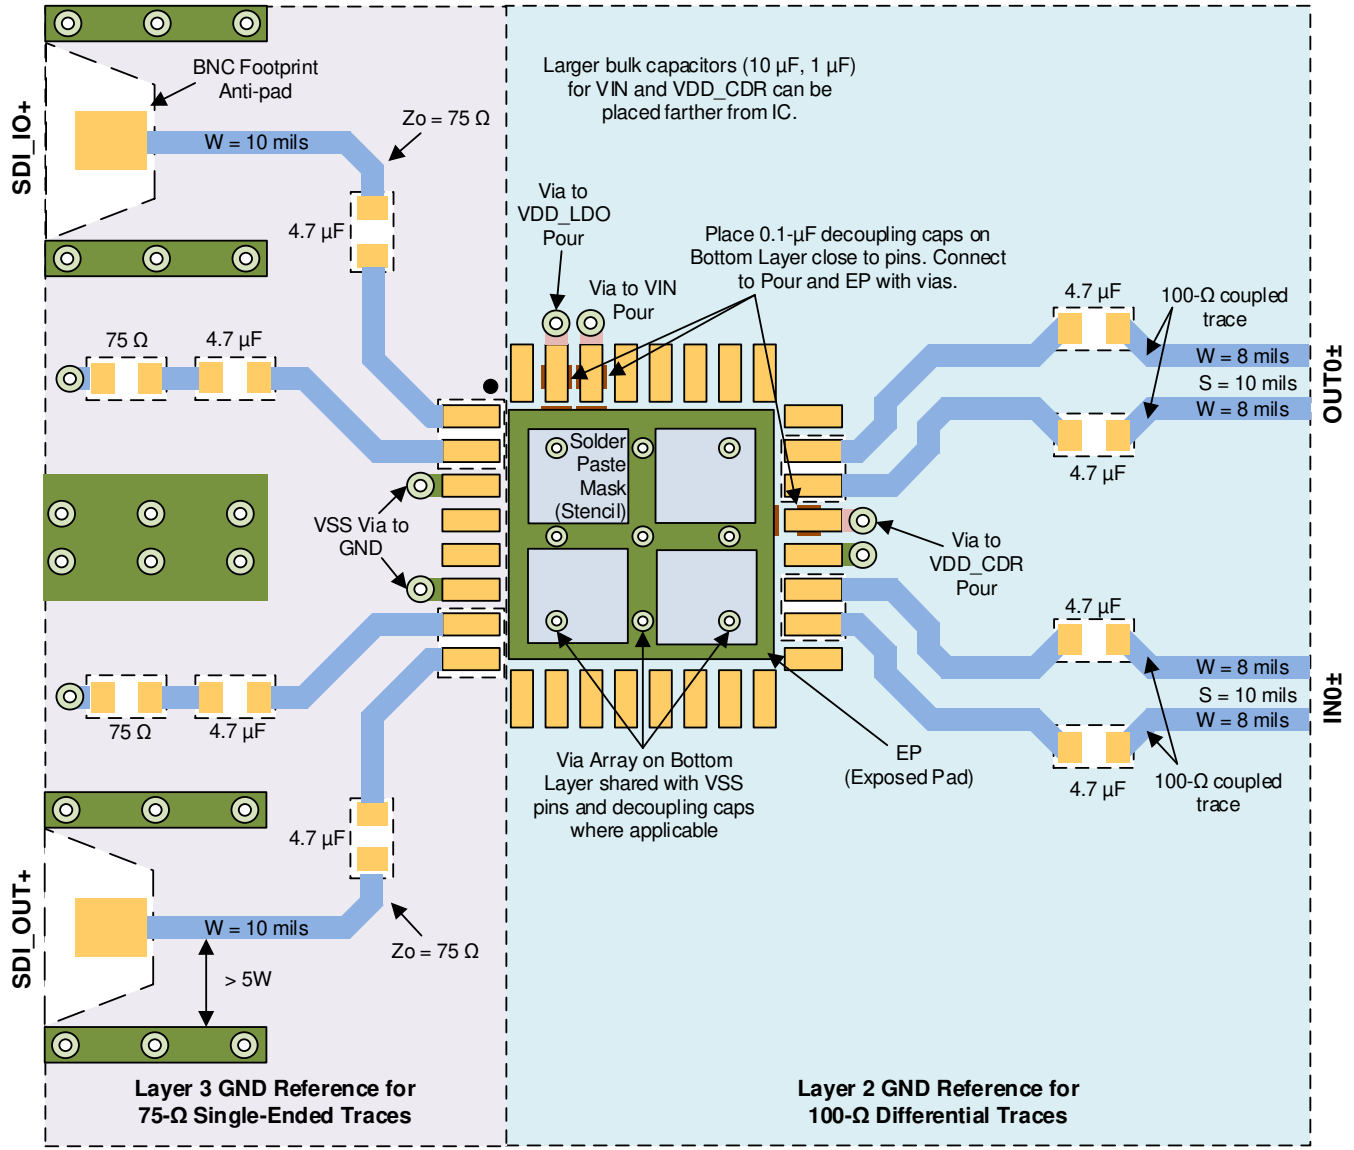 BNC Footprint
Anti-pad
SDI_IO+
W = 10 mils
Zo = 75 Ω
4.7 µF
Larger bulk capacitors (10 µF, 1 µF)
for VIN and VDD_CDR can be
placed farther from IC.
Via to
VDD_LDO
Pour
Via to VIN
Pour
Place 0.1-µF decoupling caps on
Bottom Layer close to pins. Connect
to Pour and EP with vias.
4.7 µF
100-Ω coupled
trace
W = 8 mils
S = 10 mils
W = 8 mils
OUT0±
4.7 µF
75 Ω
4.7 µF
Solder
Paste
Mask
(Stencil)
VSS Via to
GND
Via to
VDD_CDR
Pour
4.7 µF
W = 8 mils
S = 10 mils
W = 8 mils
IN0±
4.7 µF
100-Ω coupled
trace
75 Ω
4.7 µF
EP
(Exposed Pad)
Via Array on Bottom
Layer shared with VSS
pins and decoupling caps
where applicable
4.7 µF
SDI_OUT+
W = 10 mils
Zo = 75 Ω
> 5W
Layer 3 GND Reference for
75-Ω Single-Ended Traces
Layer 2 GND Reference for
100-Ω Differential Traces